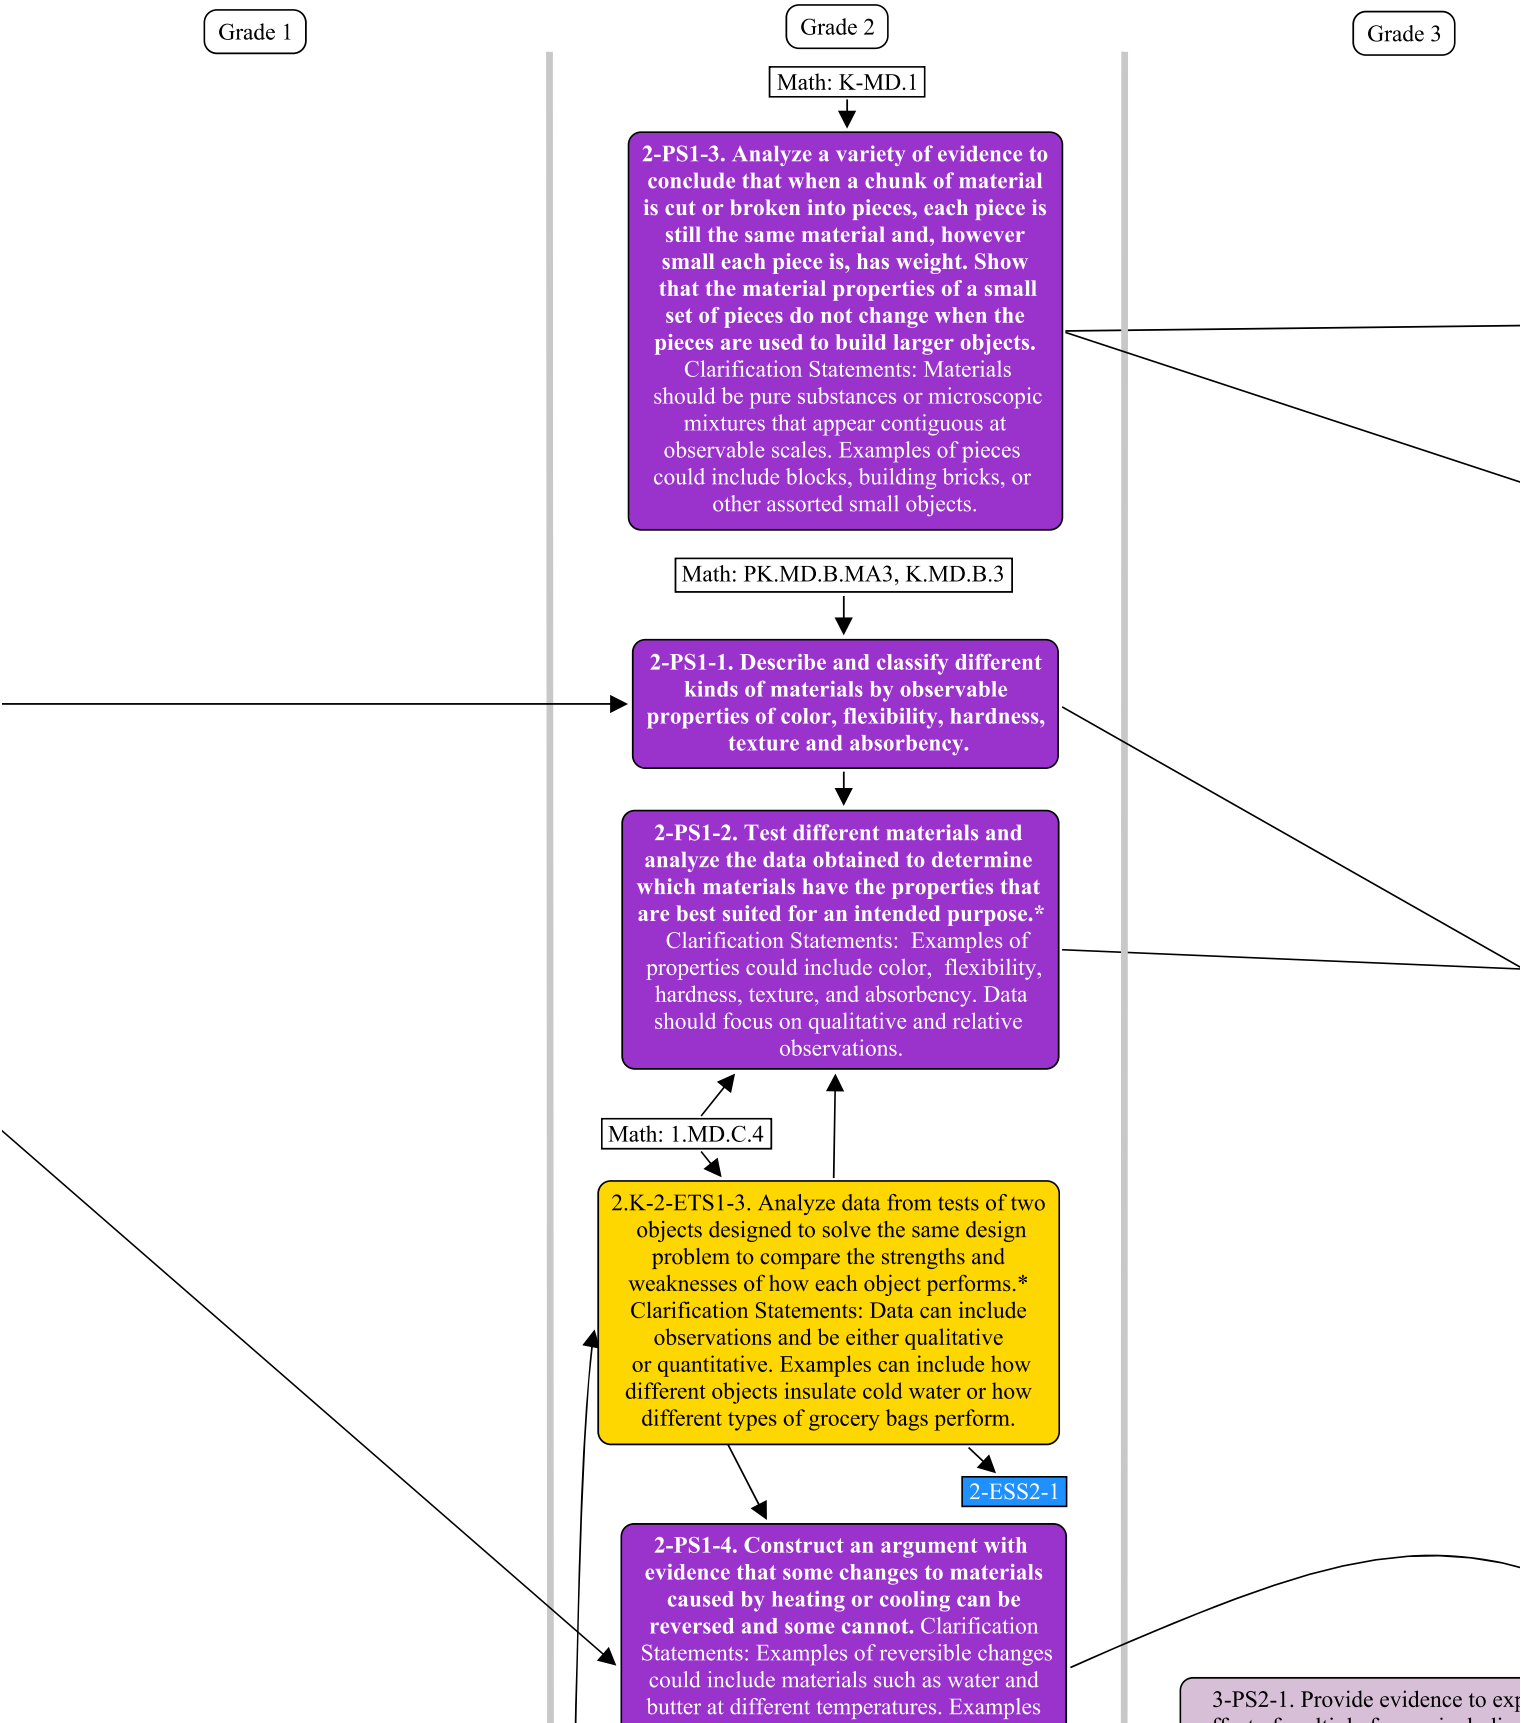 Grade 1
Grade 2
Grade 3
Math: K-MD.1
2-PS1-3. Analyze a variety of evidence to
conclude that when a chunk of material
is cut or broken into pieces, each piece is
still the same material and, however
small each piece is, has weight. Show
that the material properties of a small
set of pieces do not change when the
pieces are used to build larger objects.
Clarification Statements: Materials
should be pure substances or microscopic
mixtures that appear contiguous at
observable scales. Examples of pieces
could include blocks, building bricks, or
other assorted small objects.
Math: PK.MD.B.MA3, K.MD.B.3
2-PS1-1. Describe and classify different
kinds of materials by observable
properties of color, flexibility, hardness,
texture and absorbency.
2-PS1-2. Test different materials and
analyze the data obtained to determine
which materials have the properties that
are best suited for an intended purpose.*
Clarification Statements: Examples of
properties could include color, flexibility,
hardness, texture, and absorbency. Data
should focus on qualitative and relative
observations.
Math: 1.MD.C.4
2.K-2-ETS1-3. Analyze data from tests of two
objects designed to solve the same design
problem to compare the strengths and
weaknesses of how each object performs.*
Clarification Statements: Data can include
observations and be either qualitative
or quantitative. Examples can include how
different objects insulate cold water or how
different types of grocery bags perform.
2-ESS2-1
2-PS1-4. Construct an argument with
evidence that some changes to materials
caused by heating or cooling can be
reversed and some cannot. Clarification
Statements: Examples of reversible changes
could include materials such as water and
butter at different temperatures. Examples
3-PS2-1. Provide evidence to exp